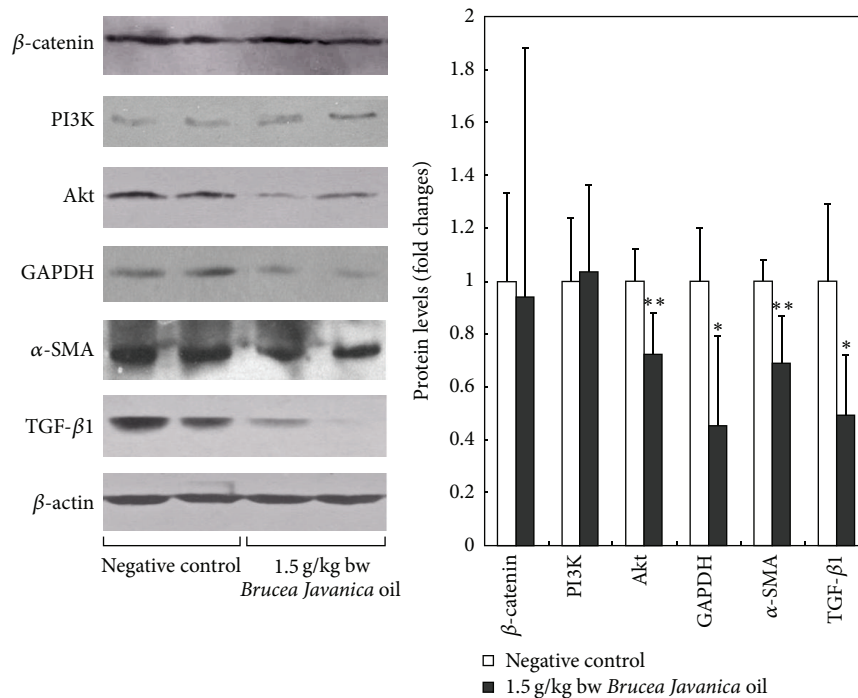 β-catenin
PI3K
Akt
GAPDH
α-SMA
TGF-β1
β-actin
Negative control
1.5 g/kg bw
Brucea Javanica oil
Protein levels (fold changes)
2
1.8
1.6
1.4
1.2
1
0.8
0.6
0.4
0.2
0
**
*
**
*
β-catenin
PI3K
Akt
GAPDH
α-SMA
TGF-β1
Negative control
1.5 g/kg bw Brucea Javanica oil